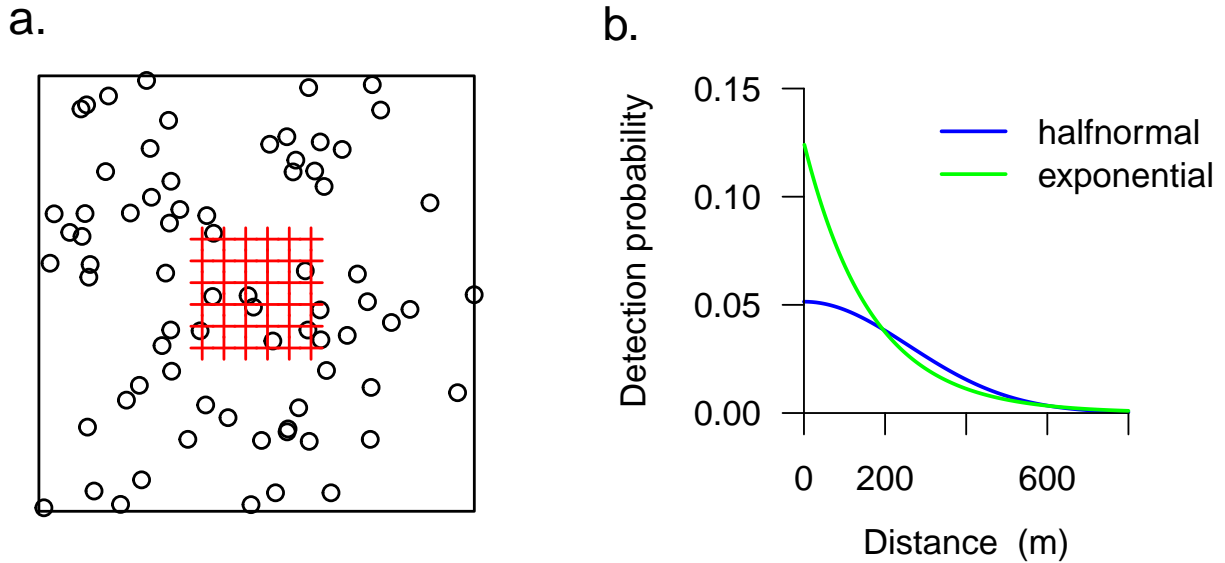 a.
b.
Detection probability
0.15
0.10
0.05
0.00
halfnormal
exponential
0 200 600
Distance (m)